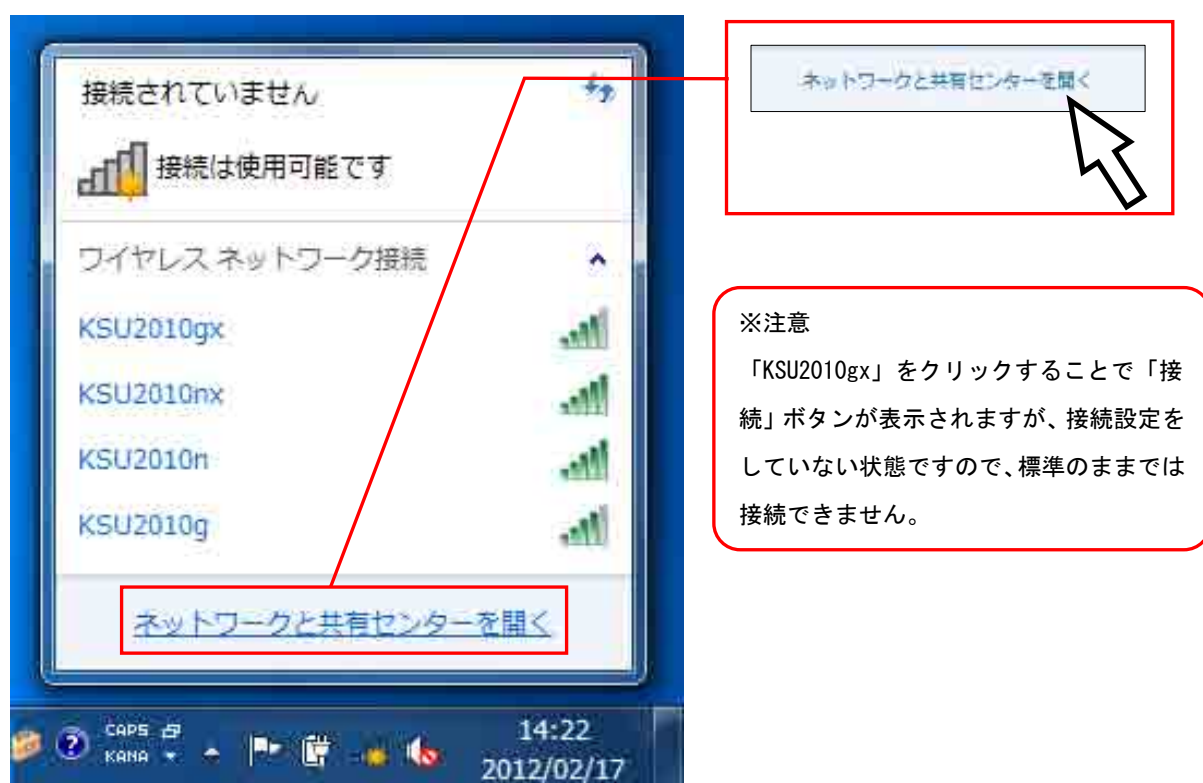 接続されていません
接続は使用可能です
ワイヤレス ネットワーク接続
KSU2010gx
KSU2010nx
KSU2010n
KSU2010g
ネットワークと共有センターを開く
CAPS
KANA
14:22
2012/02/17
ネットワークと共有センターを開く
※注意
「KSU2010gx」をクリックすることで「接
続」ボタンが表示されますが、接続設定を
していない状態ですので、標準のままでは
接続できません。